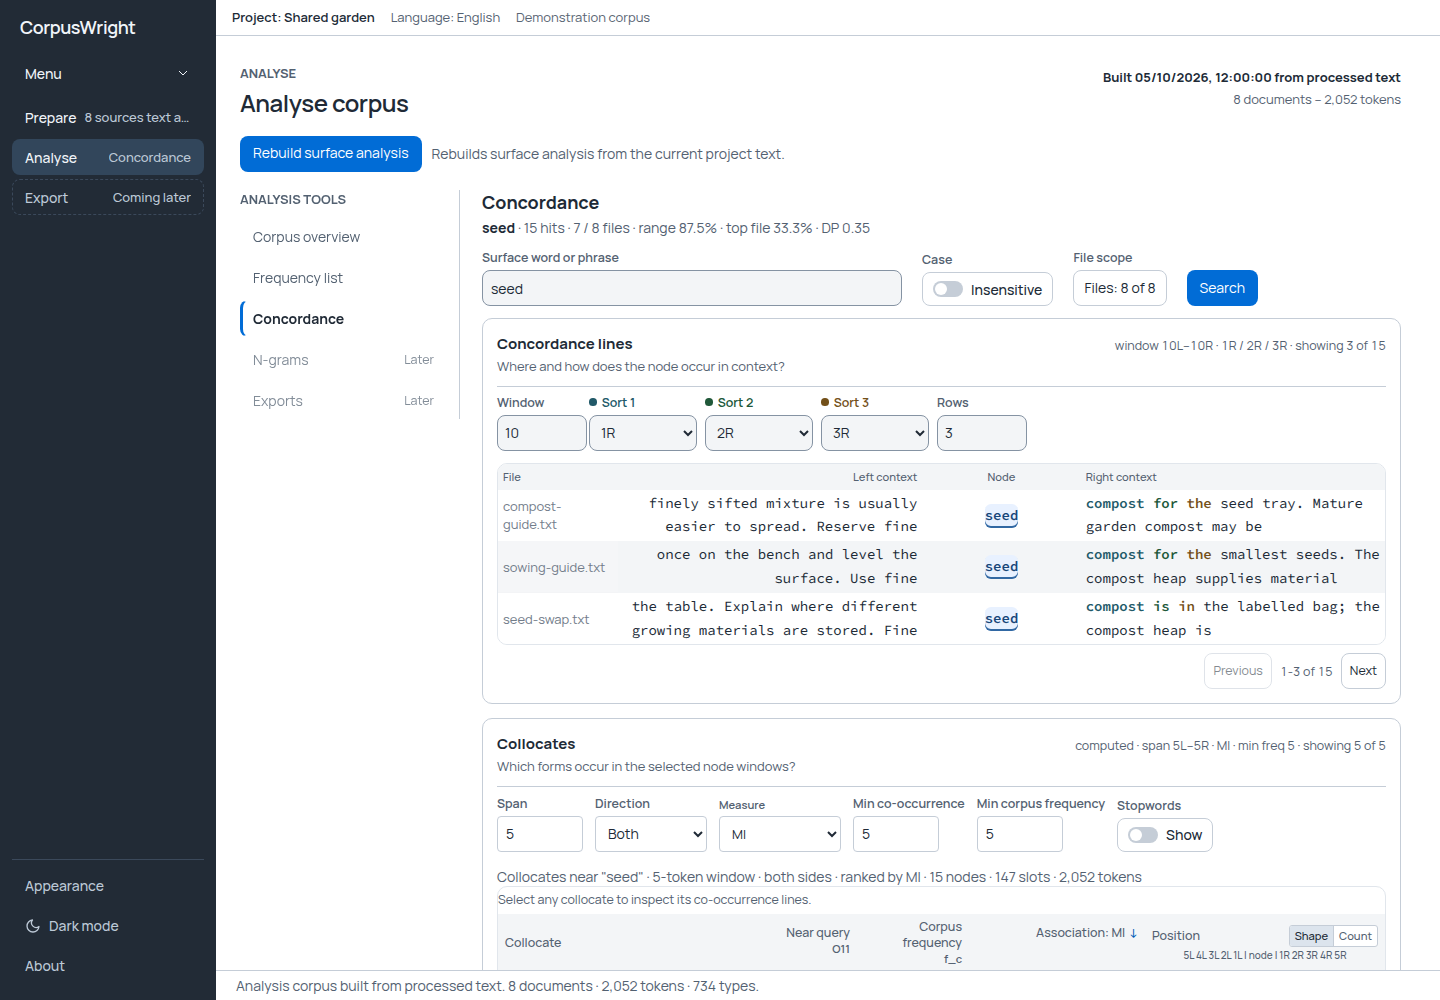 CorpusWright
Menu
Prepare 8 sources text a...
Analyse Concordance
Export Coming later
Appearance
Dark mode
About
Project: Shared garden Language: English Demonstration corpus
ANALYSE
Analyse corpus
Built 05/10/2026, 12:00:00 from processed text
8 documents – 2,052 tokens
Rebuild surface analysis Rebuilds surface analysis from the current project text.
ANALYSIS TOOLS
Corpus overview
Frequency list
Concordance
N-grams Later
Exports Later
Concordance
seed · 15 hits · 7 / 8 files · range 87.5% · top file 33.3% · DP 0.35
Surface word or phrase Case File scope
seed Insensitive Files: 8 of 8 Search
Concordance lines
window 10L–10R · 1R / 2R / 3R · showing 3 of 15
Where and how does the node occur in context?
Window Sort 1 Sort 2 Sort 3 Rows
10 1R 2R 3R 3
File Left context Node Right context
compost-guide.txt
finely sifted mixture is usually
easier to spread. Reserve fine
seed
compost for the seed tray. Mature
garden compost may be
sowing-guide.txt
once on the bench and level the
surface. Use fine
seed
compost for the smallest seeds. The
compost heap supplies material
seed-swap.txt
the table. Explain where different
growing materials are stored. Fine
seed
compost is in the labelled bag; the
compost heap is
Previous 1-3 of 15 Next
Collocates
computed · span 5L–5R · MI · min freq 5 · showing 5 of 5
Which forms occur in the selected node windows?
Span Direction Measure Min co-occurrence Min corpus frequency Stopwords
5 Both MI 5 5 Show
Collocates near "seed" · 5-token window · both sides · ranked by MI · 15 nodes · 147 slots · 2,052 tokens
Select any collocate to inspect its co-occurrence lines.
Collocate
Near query
O11
Corpus
frequency
f_c
Association: MI ↓
Position Shape Count
5L 4L 3L 2L 1L | node | 1R 2R 3R 4R 5R
Analysis corpus built from processed text. 8 documents · 2,052 tokens · 734 types.